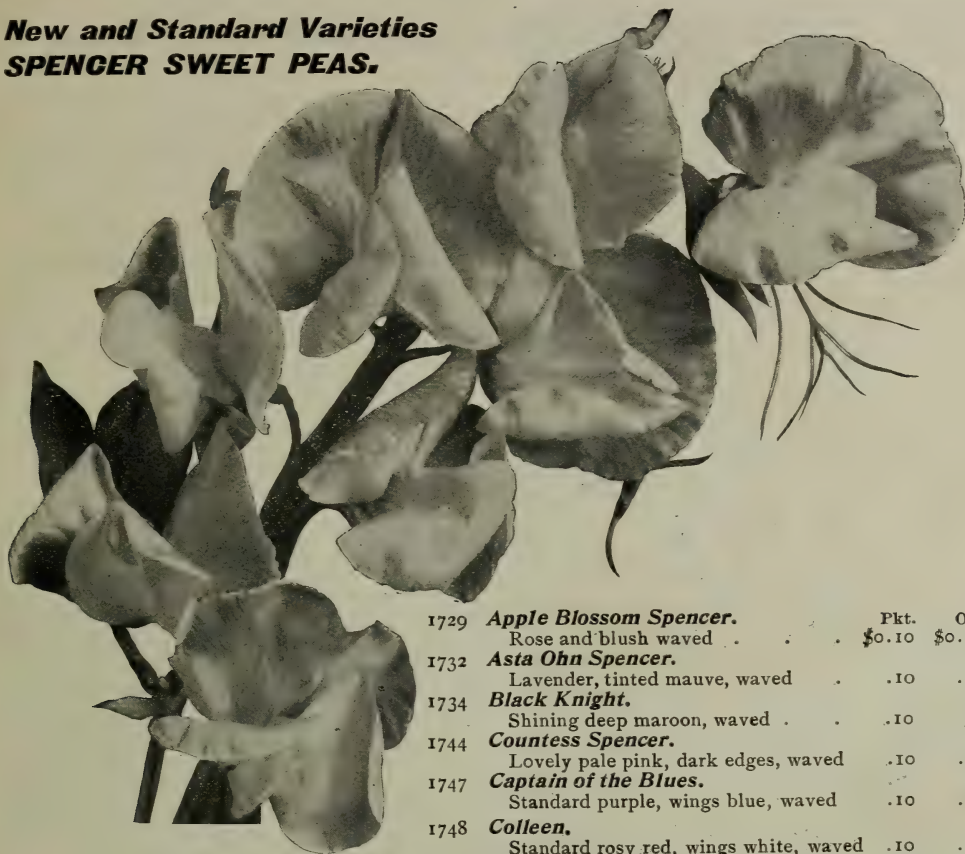 New and Standard Varieties
SPENCER SWEET PEAS.
Pkt.
1729 Apple Blossom Spencer.
Rose and blush waved . . . $0.10 $0.
1732 Asta Ohn Spencer.
Lavender, tinted mauve, waved . .10 .
1734 Black Knight.
Shining deep maroon, waved . . .10
1744 Countess Spencer.
Lovely pale pink, dark edges, waved .10 .
1747 Captain of the Blues.
Standard purple, wings blue, waved .10 .
1748 Colleen.
Standard rosy red, wings white, waved .10 .